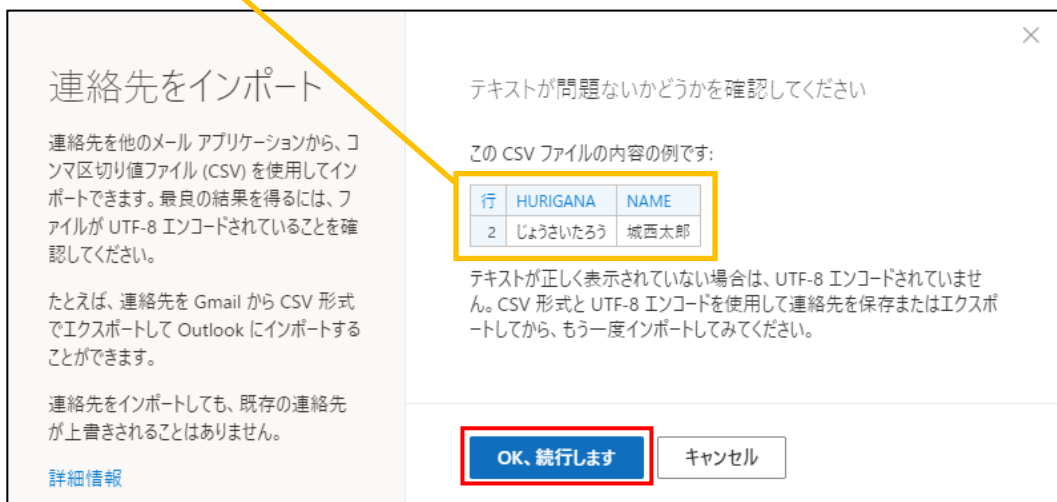 連絡先をインポート
連絡先を他のメール アプリケーションから、コ
ンマ区切り値ファイル (CSV) を使用してイン
ポートできます。最良の結果を得るには、フ
ァイルが UTF-8 エンコードされていることを確
認してください。
たとえば、連絡先を Gmail から CSV 形式
でエクスポートして Outlook にインポートする
ことができます。
連絡先をインポートしても、既存の連絡先
が上書きされることはありません。
詳細情報
テキストが問題ないかどうかを確認してください
この CSV ファイルの内容の例です:
行 HURIGANA NAME
2 じょうさいたろう 城西太郎
テキストが正しく表示されていない場合は、UTF-8 エンコードされていませ
ん。CSV 形式と UTF-8 エンコードを使用して連絡先を保存またはエクスポ
ートしてから、もう一度インポートしてみてください。
OK、続行します キャンセル